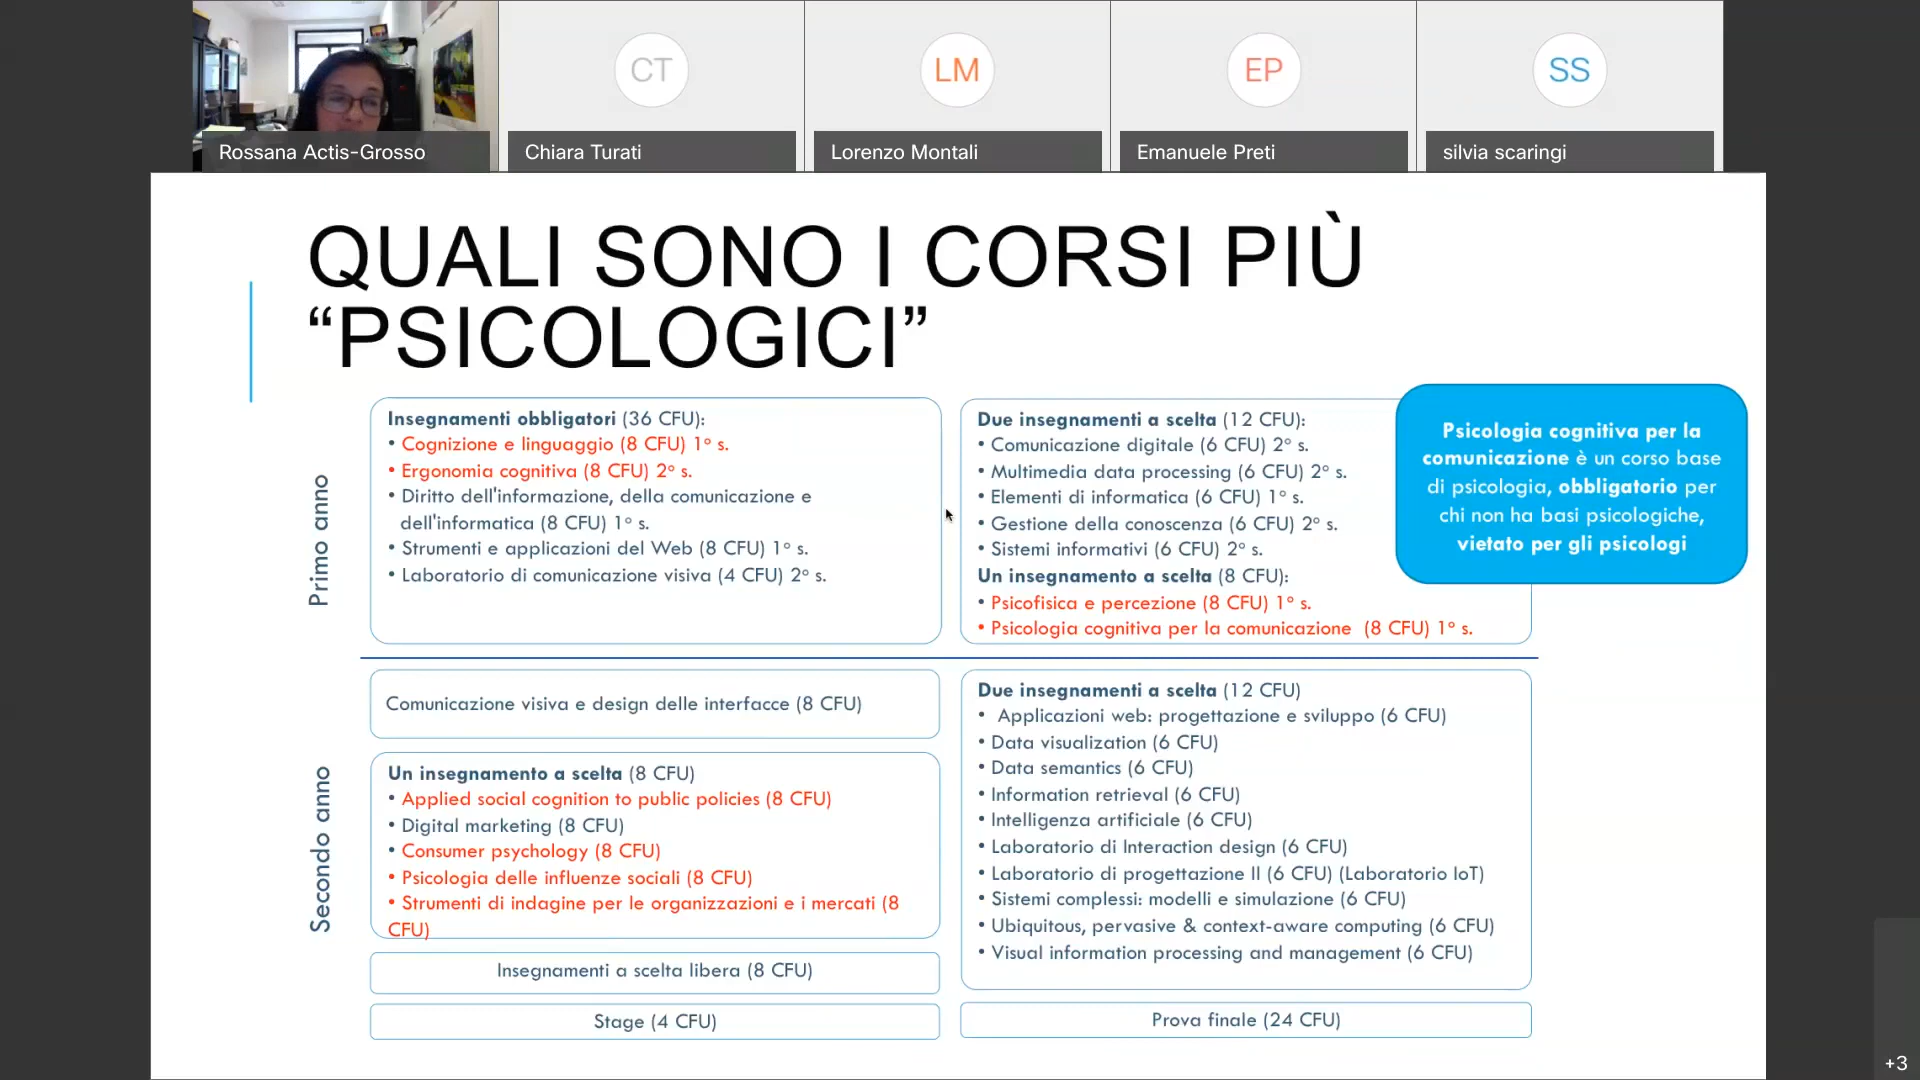 CT
LM
EP
SS
Rossana Actis-Grosso
Chiara Turati
Lorenzo Montali
Emanuele Preti
silvia scaringi
QUALI SONO I CORSI PIÙ
“PSICOLOGICI”
Primo anno
Insegnamenti obbligatori (36 CFU):
• Cognizione e linguaggio (8 CFU) 1° s.
• Ergonomia cognitiva (8 CFU) 2° s.
• Diritto dell'informazione, della comunicazione e
dell'informatica (8 CFU) 1° s.
• Strumenti e applicazioni del Web (8 CFU) 1° s.
• Laboratorio di comunicazione visiva (4 CFU) 2° s.
Due insegnamenti a scelta (12 CFU):
• Comunicazione digitale (6 CFU) 2° s.
• Multimedia data processing (6 CFU) 2° s.
• Elementi di informatica (6 CFU) 1° s.
• Gestione della conoscenza (6 CFU) 2° s.
• Sistemi informativi (6 CFU) 2° s.
Un insegnamento a scelta (8 CFU):
• Psicofisica e percezione (8 CFU) 1° s.
• Psicologia cognitiva per la comunicazione (8 CFU) 1° s.
Psicologia cognitiva per la
comunicazione è un corso base
di psicologia, obbligatorio per
chi non ha basi psicologiche,
vietato per gli psicologi
Secondo anno
Comunicazione visiva e design delle interfacce (8 CFU)
Un insegnamento a scelta (8 CFU)
• Applied social cognition to public policies (8 CFU)
• Digital marketing (8 CFU)
• Consumer psychology (8 CFU)
• Psicologia delle influenze sociali (8 CFU)
• Strumenti di indagine per le organizzazioni e i mercati (8
CFU)
Insegnamenti a scelta libera (8 CFU)
Stage (4 CFU)
Due insegnamenti a scelta (12 CFU)
• Applicazioni web: progettazione e sviluppo (6 CFU)
• Data visualization (6 CFU)
• Data semantics (6 CFU)
• Information retrieval (6 CFU)
• Intelligenza artificiale (6 CFU)
• Laboratorio di Interaction design (6 CFU)
• Laboratorio di progettazione II (6 CFU) (Laboratorio IoT)
• Sistemi complessi: modelli e simulazione (6 CFU)
• Ubiquitous, pervasive & context-aware computing (6 CFU)
• Visual information processing and management (6 CFU)
Prova finale (24 CFU)
+3